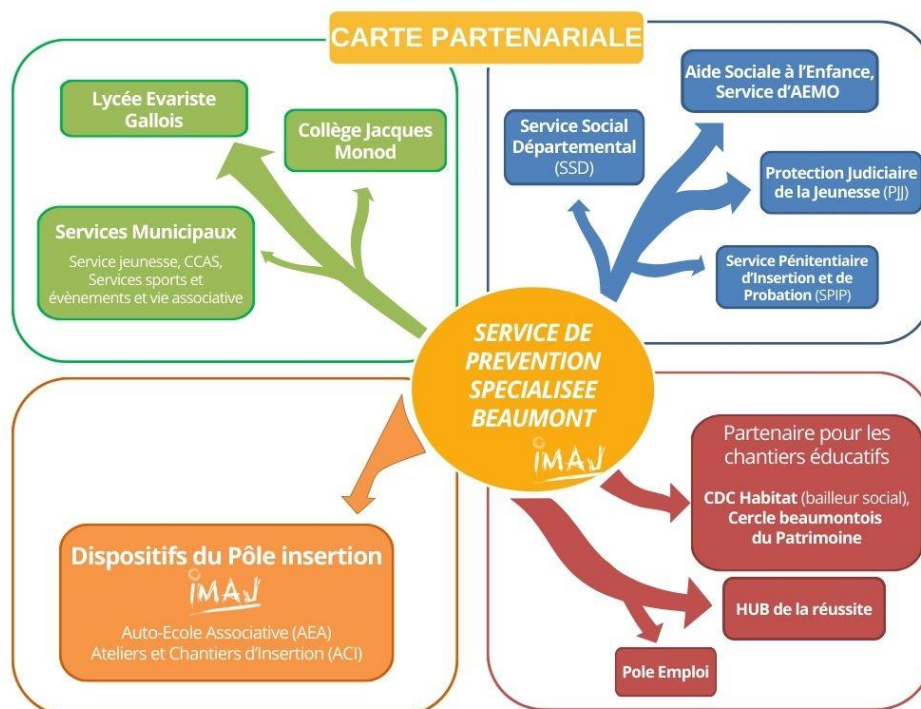 CARTE PARTENARIALE
Lycée Evariste
Gallois
Collège Jacques
Monod
Services Municipaux
Service jeunesse, CCAS,
Services sports et
évènements et vie associative
Aide Sociale à l'Enfance,
Service d'AEMO
Service Social
Départemental
(SSD)
Protection Judiciaire
de la Jeunesse (PJJ)
Service Pénitentiaire
d'Insertion et de
Probation (SPIP)
SERVICE DE
PREVENTION
SPECIALISEE
BEAUMONT
iMAJ
Dispositifs du Pôle insertion
iMAJ
Auto-Ecole Associative (AEA)
Ateliers et Chantiers d'Insertion (ACI)
Partenaire pour les
chantiers éducatifs
CDC Habitat (bailleur social),
Cercle beaumontois
du Patrimoine
HUB de la réussite
Pole Emploi